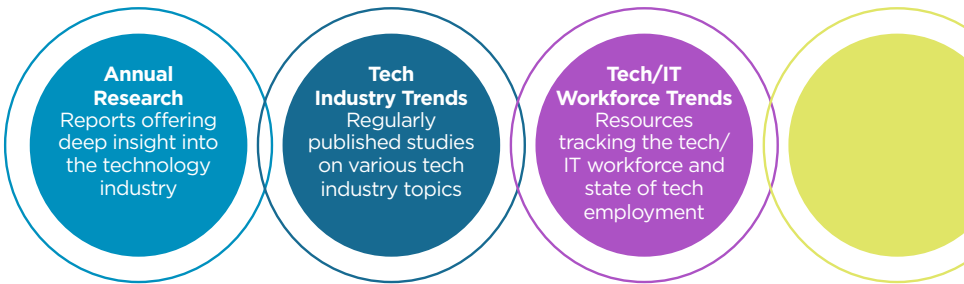 Annual
Research
Reports offering
deep insight into
the technology
industry
Tech
Industry Trends
Regularly
published studies
on various tech
industry topics
Tech/IT
Workforce Trends
Resources
tracking the tech/
IT workforce and
state of tech
employment